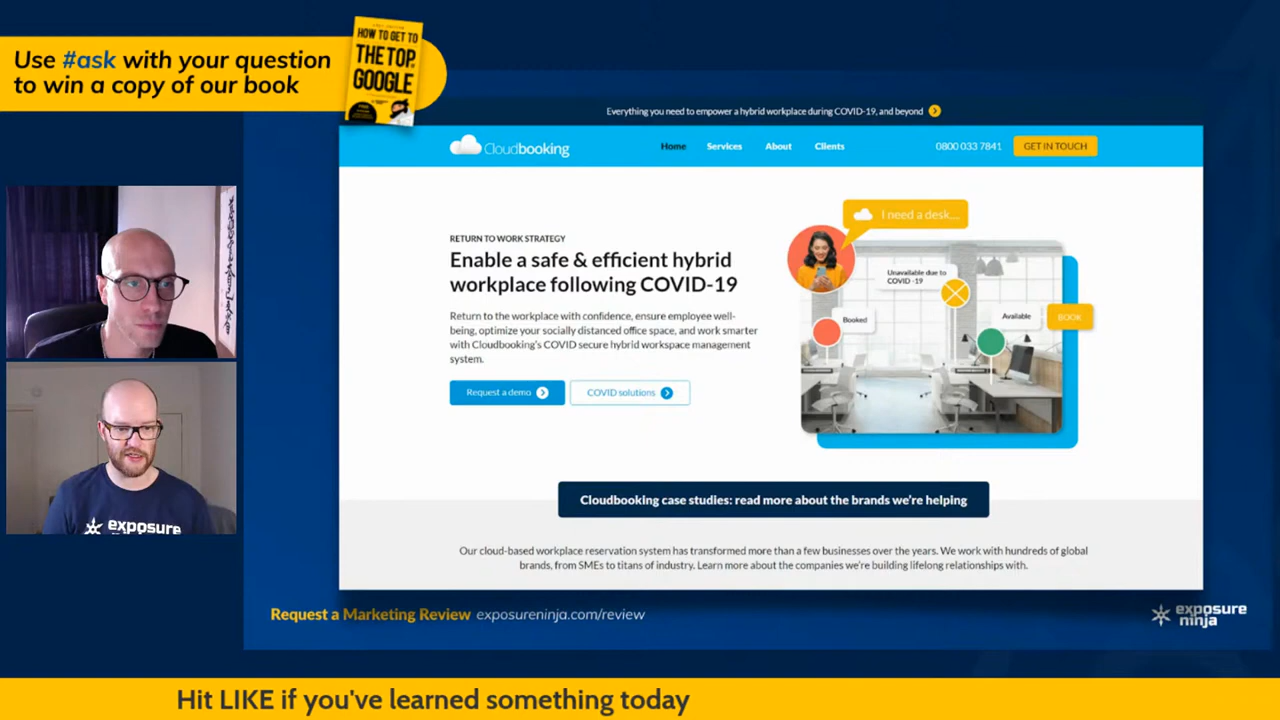 Use #ask with your question
to win a copy of our book
HOW TO GET TO
THE TOP
GOOGLE
Everything you need to empower a hybrid workplace during COVID-19, and beyond
Cloudbooking
Home Services About Clients
0800 033 7841
GET IN TOUCH
I need a desk...
RETURN TO WORK STRATEGY
Enable a safe & efficient hybrid
workplace following COVID-19
Return to the workplace with confidence, ensure employee well-
being, optimize your socially distanced office space, and work smarter
with Cloudbooking's COVID secure hybrid workspace management
system.
Request a demo
COVID solutions
Unavailable due to
COVID -19
Booked
Available
BOOK
Cloudbooking case studies: read more about the brands we're helping
Our cloud-based workplace reservation system has transformed more than a few businesses over the years. We work with hundreds of global
brands, from SMEs to titans of industry. Learn more about the companies we're building lifelong relationships with.
exposure
Request a Marketing Review exposureninja.com/review
exposure
ninja
Hit LIKE if you've learned something today